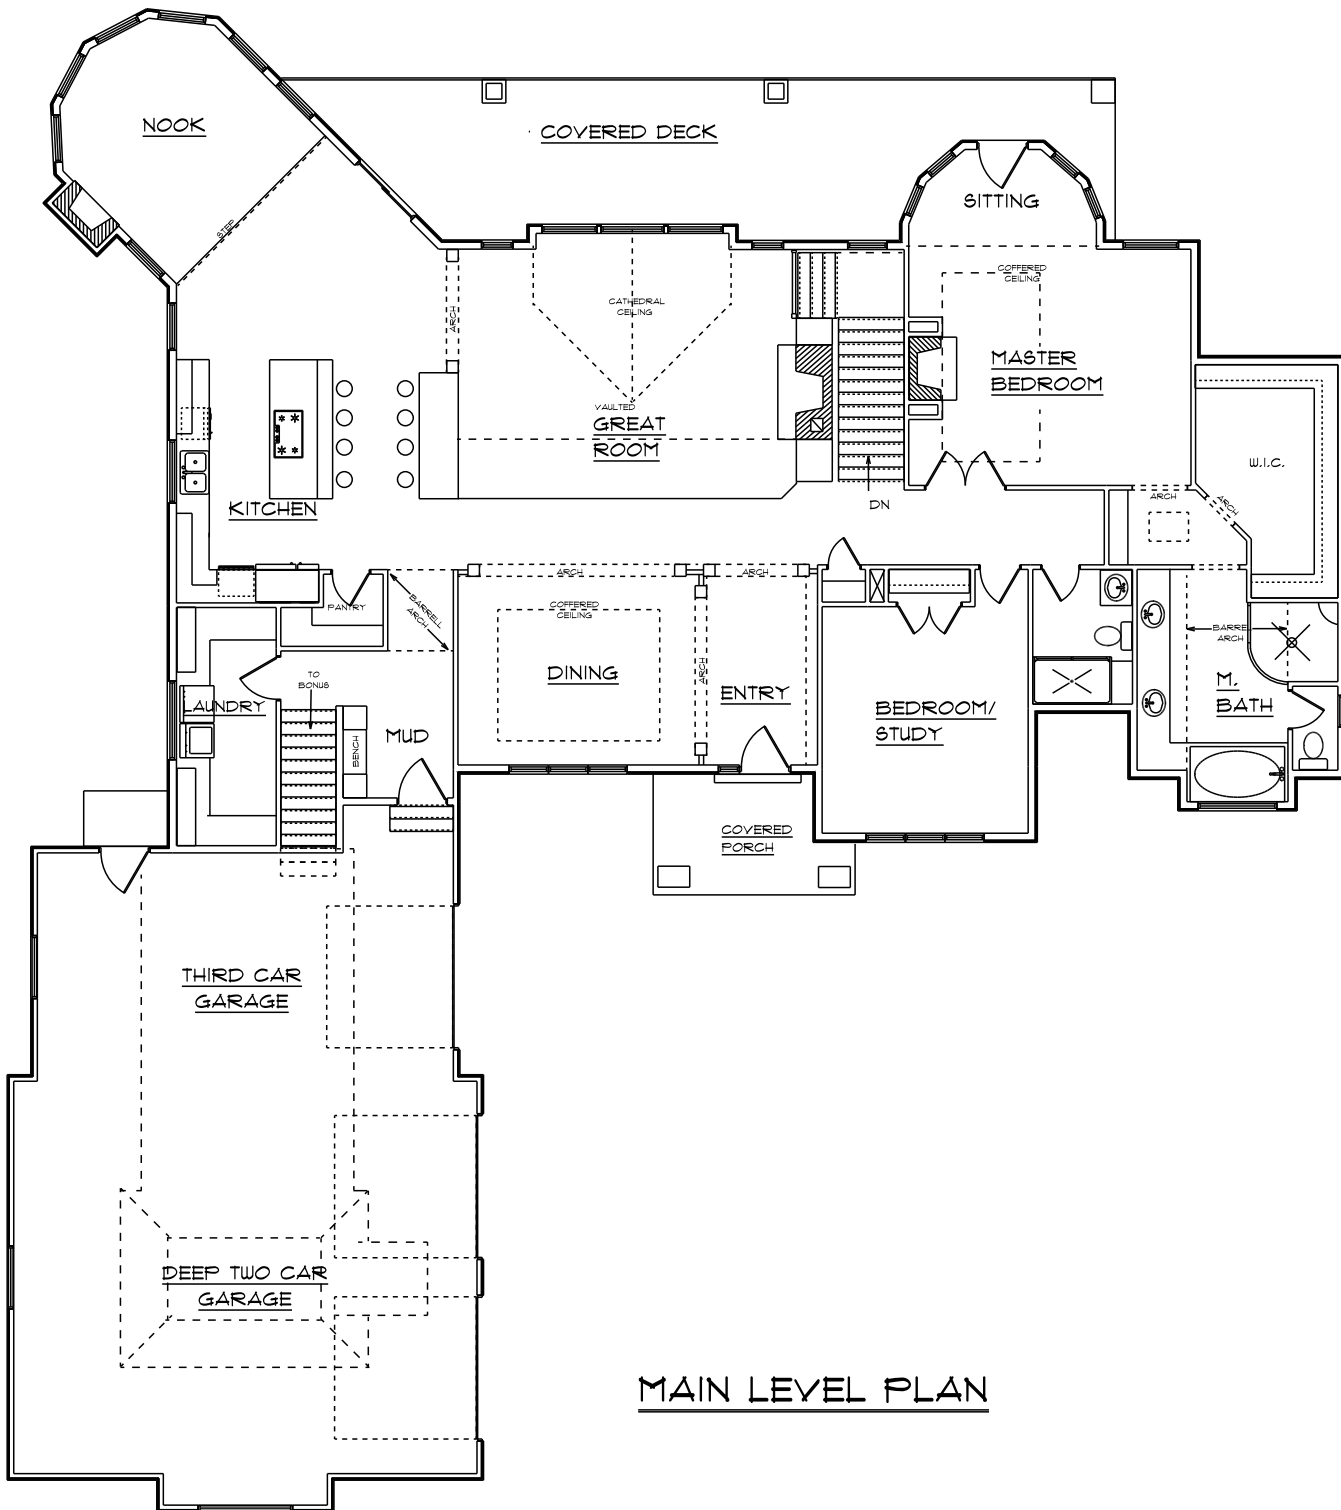 NOOK
COVERED DECK
SITTING
STEP
COFFERED
CEILING
CATHEDRAL
CEILING
ARCH
MASTER
BEDROOM
VAULTED
GREAT
ROOM
W.I.C.
KITCHEN
DN
ARCH
ARCH
ARCH
ARCH
PANTRY
BARREL
ARCH
COFFERED
CEILING
BARREL
ARCH
TO
BONUS
DINING
ARCH
ENTRY
M.
BATH
LAUNDRY
BEDROOM/
STUDY
MUD
BENCH
COVERED
PORCH
THIRD CAR
GARAGE
DEEP TWO CAR
GARAGE
MAIN LEVEL PLAN